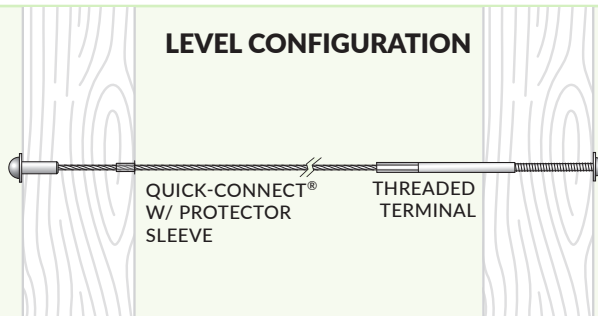 LEVEL CONFIGURATION
QUICK-CONNECT®
W/ PROTECTOR
SLEEVE
THREADED
TERMINAL